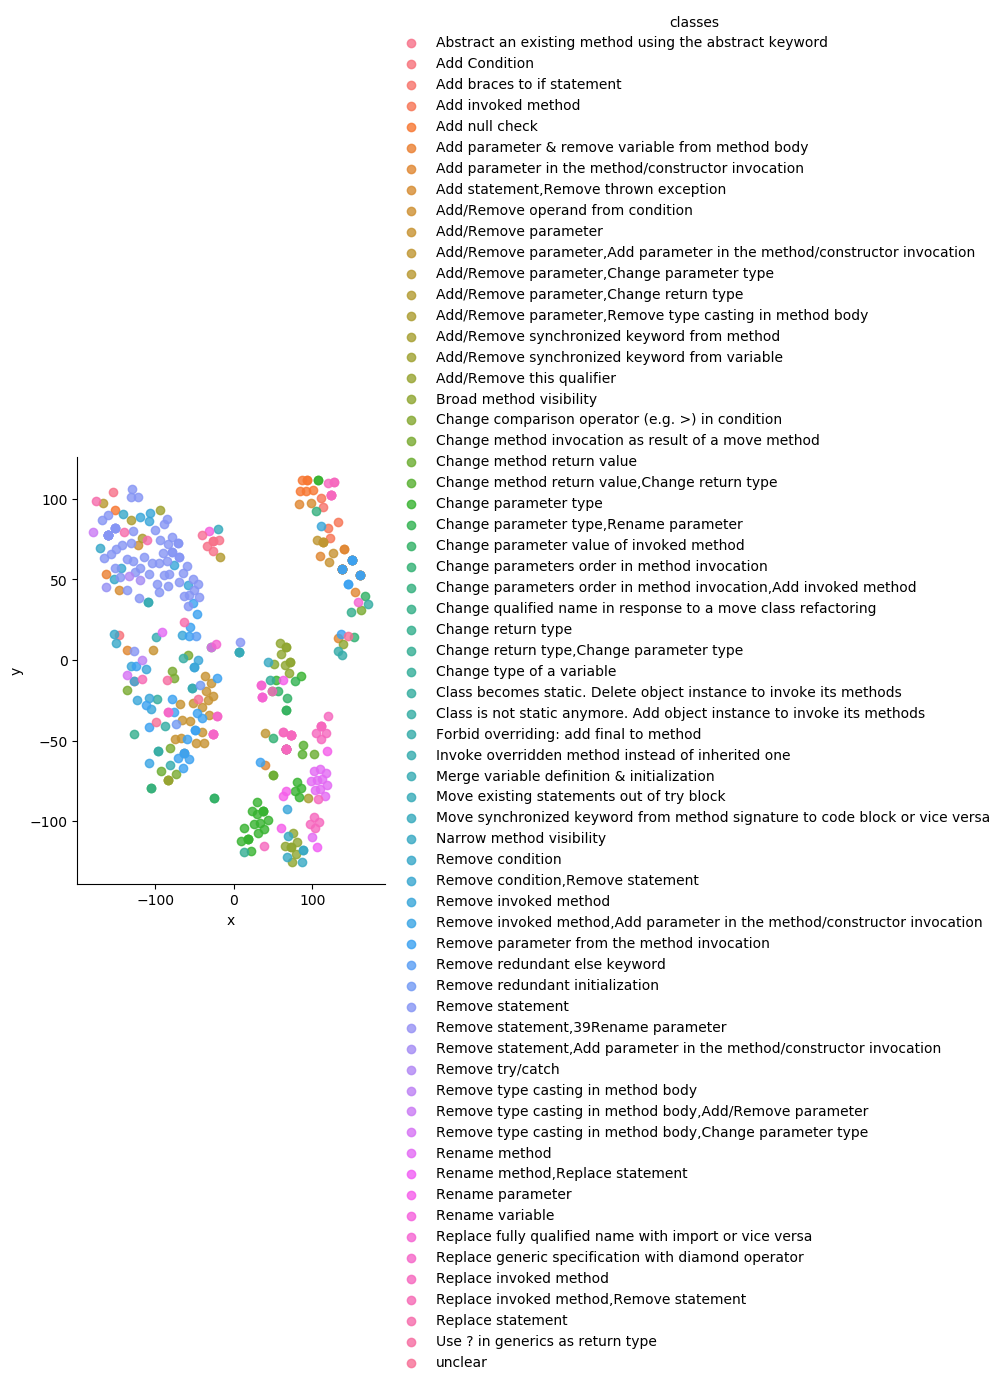 classes
Abstract an existing method using the abstract keyword
Add Condition
Add braces to if statement
Add invoked method
Add null check
Add parameter & remove variable from method body
Add parameter in the method/constructor invocation
Add statement,Remove thrown exception
Add/Remove operand from condition
Add/Remove parameter
Add/Remove parameter,Add parameter in the method/constructor invocation
Add/Remove parameter,Change parameter type
Add/Remove parameter,Change return type
Add/Remove parameter,Remove type casting in method body
Add/Remove synchronized keyword from method
Add/Remove synchronized keyword from variable
Add/Remove this qualifier
Broad method visibility
Change comparison operator (e.g. >) in condition
Change method invocation as result of a move method
Change method return value
Change method return value,Change return type
Change parameter type
Change parameter type,Rename parameter
Change parameter value of invoked method
Change parameters order in method invocation
Change parameters order in method invocation,Add invoked method
Change qualified name in response to a move class refactoring
Change return type
Change return type,Change parameter type
Change type of a variable
Class becomes static. Delete object instance to invoke its methods
Class is not static anymore. Add object instance to invoke its methods
Forbid overriding: add final to method
Invoke overridden method instead of inherited one
Merge variable definition & initialization
Move existing statements out of try block
Move synchronized keyword from method signature to code block or vice versa
Narrow method visibility
Remove condition
Remove condition,Remove statement
Remove invoked method
Remove invoked method,Add parameter in the method/constructor invocation
Remove parameter from the method invocation
Remove redundant else keyword
Remove redundant initialization
Remove statement
Remove statement,39Rename parameter
Remove statement,Add parameter in the method/constructor invocation
Remove try/catch
Remove type casting in method body
Remove type casting in method body,Add/Remove parameter
Remove type casting in method body,Change parameter type
Rename method
Rename method,Replace statement
Rename parameter
Rename variable
Replace fully qualified name with import or vice versa
Replace generic specification with diamond operator
Replace invoked method
Replace invoked method,Remove statement
Replace statement
Use ? in generics as return type
unclear
100
50
0
−50
−100
y
−100 0 100
x